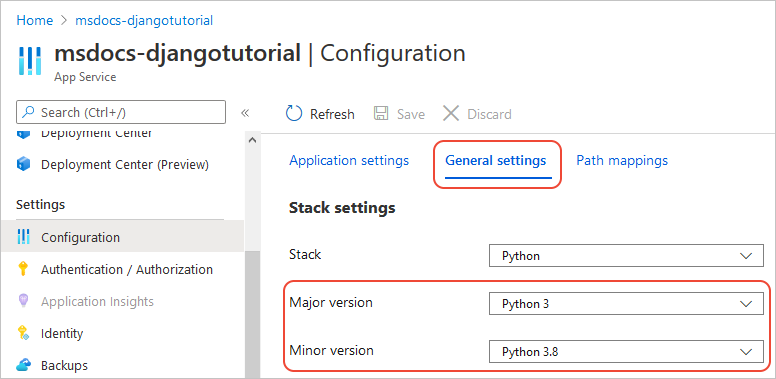 Home > msdocs-djangotutorial
msdocs-djangotutorial | Configuration
App Service
Search (Ctrl+/)
«
Refresh
Save
Discard
Deployment Center
Deployment Center (Preview)
Settings
Configuration
Authentication / Authorization
Application Insights
Identity
Backups
Application settings
General settings
Path mappings
Stack settings
Stack
Python
Major version
Python 3
Minor version
Python 3.8